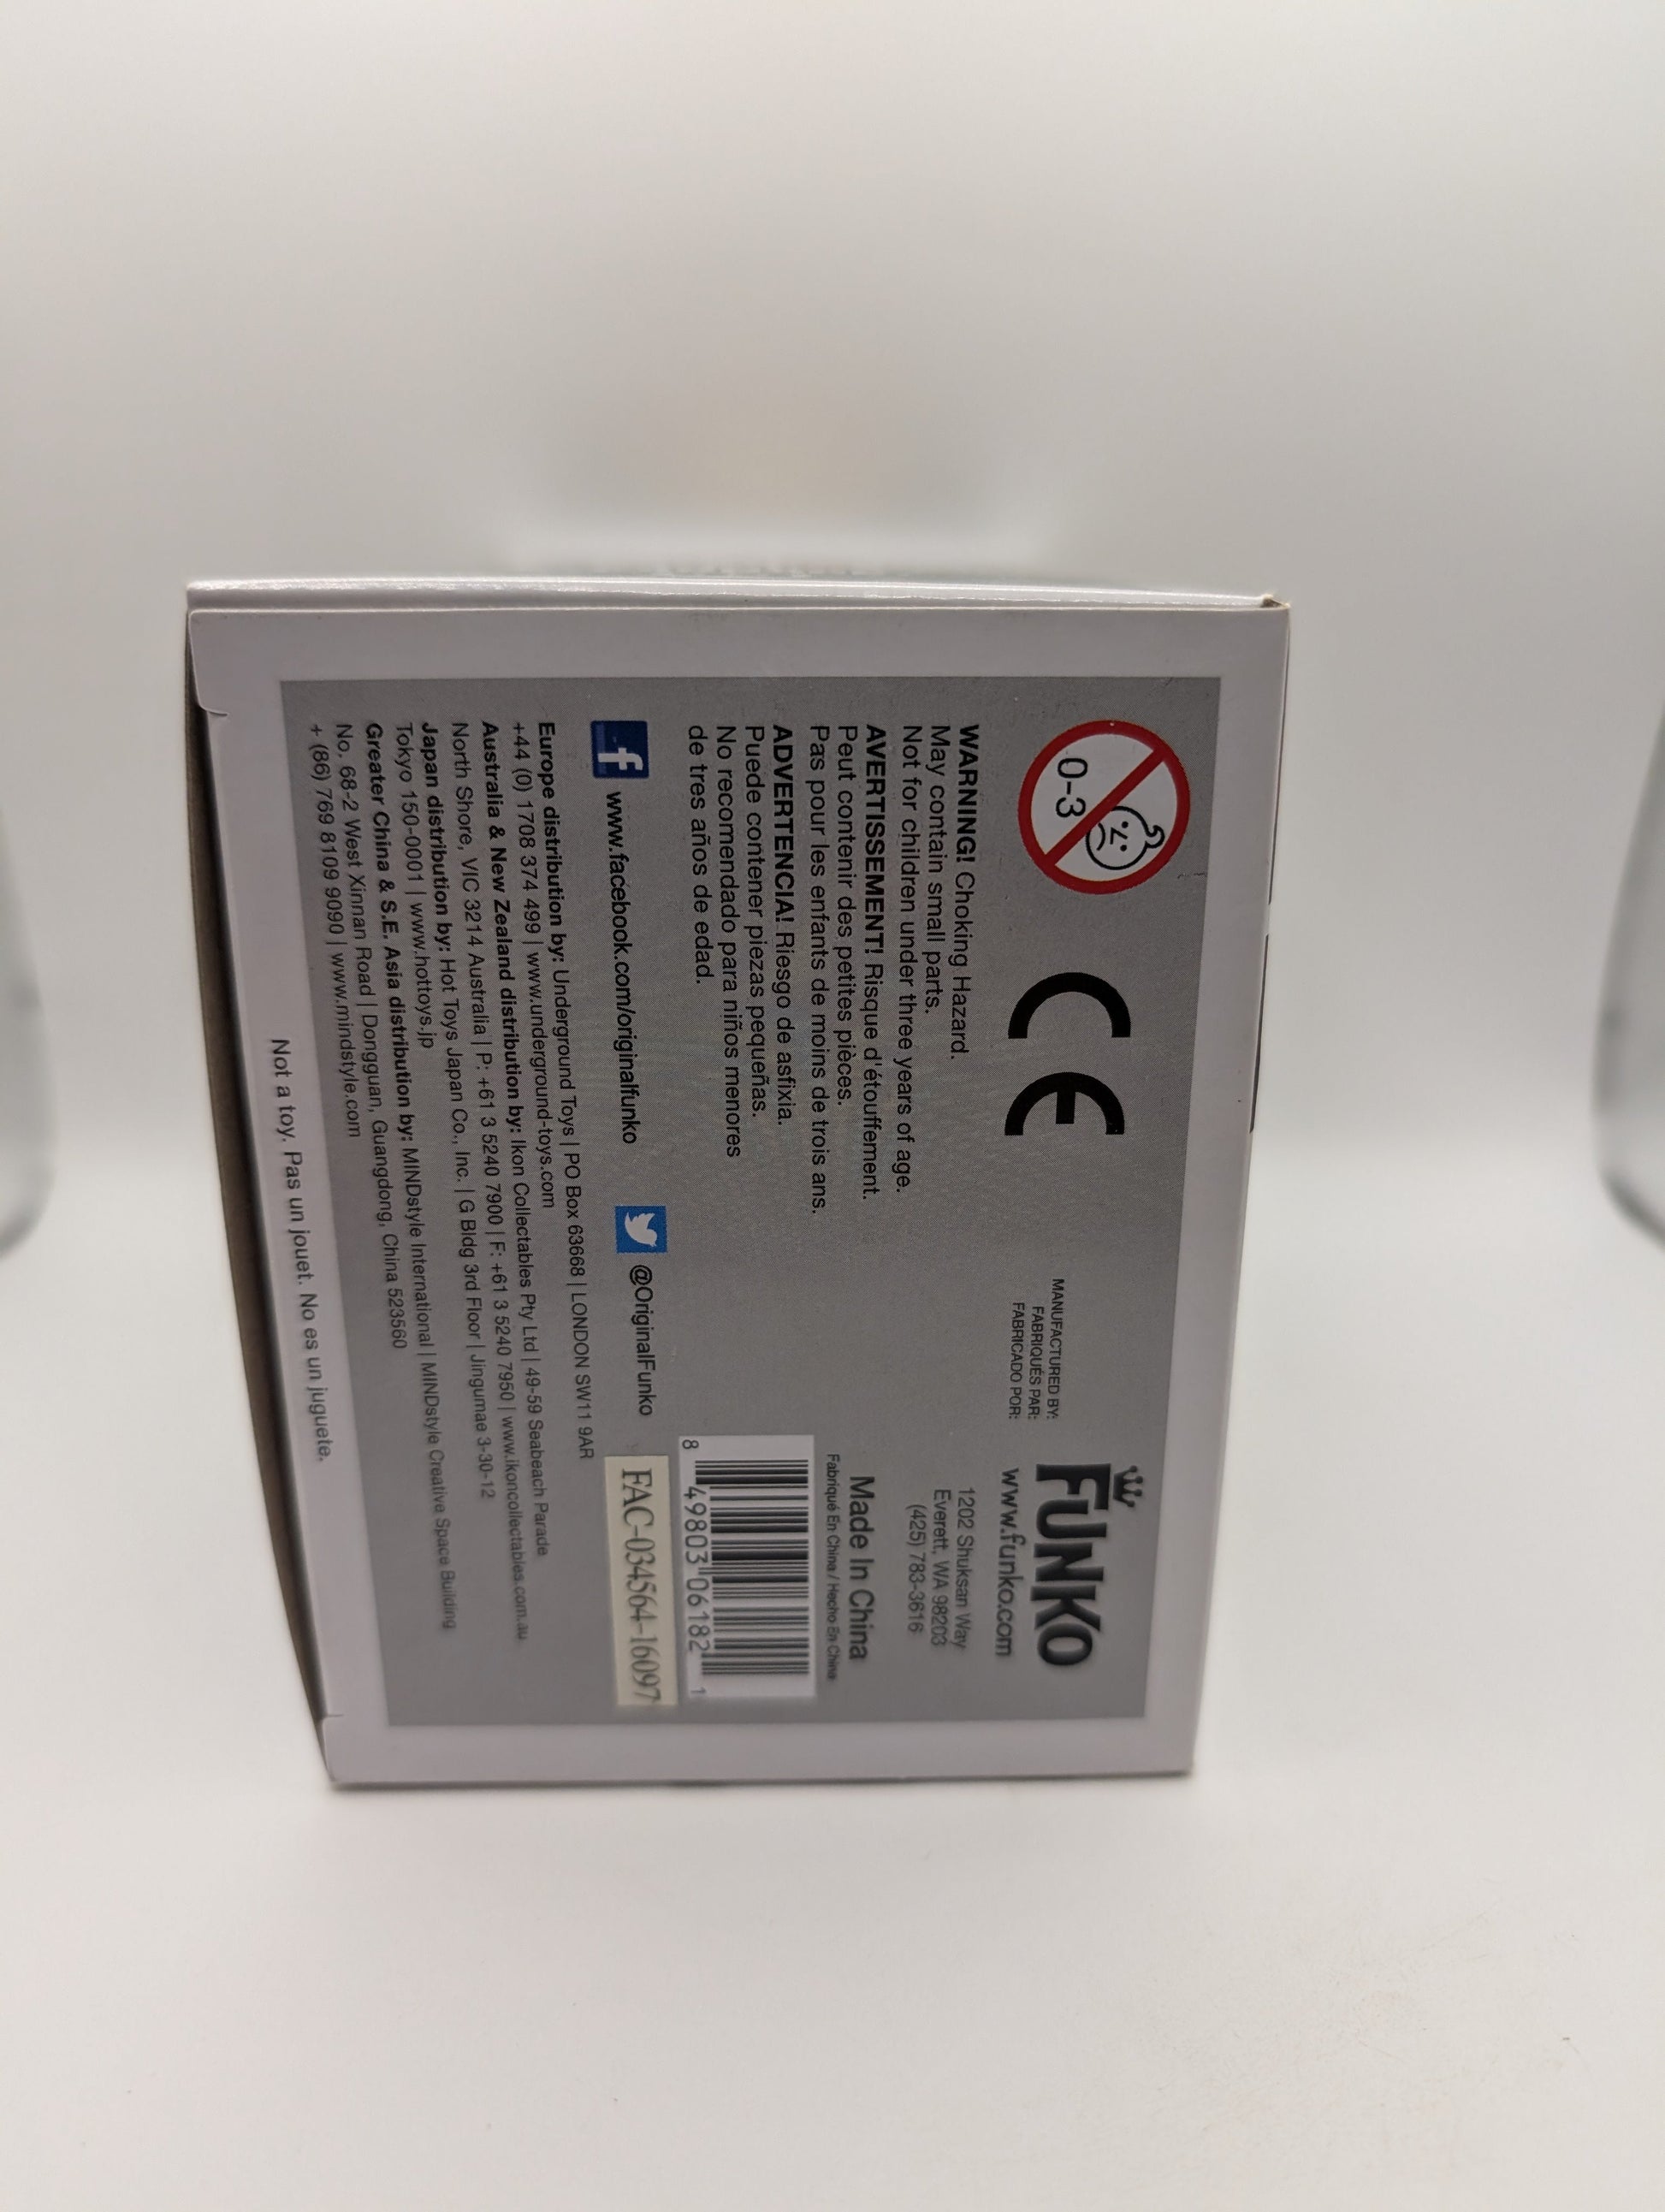 0-3
CE
MANUFACTURED BY:
FABRIQUÉS PAR:
FABRICADO POR:
FUNKO
www.funko.com
1202 Shuksan Way
Everett, WA 98203
(425) 783-3616
WARNING! Choking Hazard.
May contain small parts.
Not for children under three years of age.
AVERTISSEMENT! Risque d'étouffement.
Peut contenir des petites pièces.
Pas pour les enfants de moins de trois ans.
ADVERTENCIA! Riesgo de asfixia.
Puede contener piezas pequeñas.
No recomendado para niños menores
de tres años de edad.
Made In China
Fabriqué En China / Hecho En China
8 49803 06182 1
FAC-034564-16097
www.facebook.com/originalfunko
@OriginalFunko
Europe distribution by: Underground Toys | PO Box 63668 | LONDON SW11 9AR
+44 (0) 1708 374 499 | www.underground-toys.com
Australia & New Zealand distribution by: Ikon Collectables Pty Ltd | 49-59 Seabeach Parade
North Shore, VIC 3214 Australia | P: +61 3 5240 7900 | F: +61 3 5240 7950 | www.ikoncollectables.com.au
Japan distribution by: Hot Toys Japan Co., Inc. | G Bldg 3rd Floor | Jingumae 3-30-12
Tokyo 150-0001 | www.hottoys.jp
Greater China & S.E. Asia distribution by: MINDstyle International | MINDstyle Creative Space Building
No. 68-2 West Xinnan Road | Dongguan, Guangdong, China 523560
+ (86) 769 8109 9090 | www.mindstyle.com
Not a toy. Pas un jouet. No es un juguete.